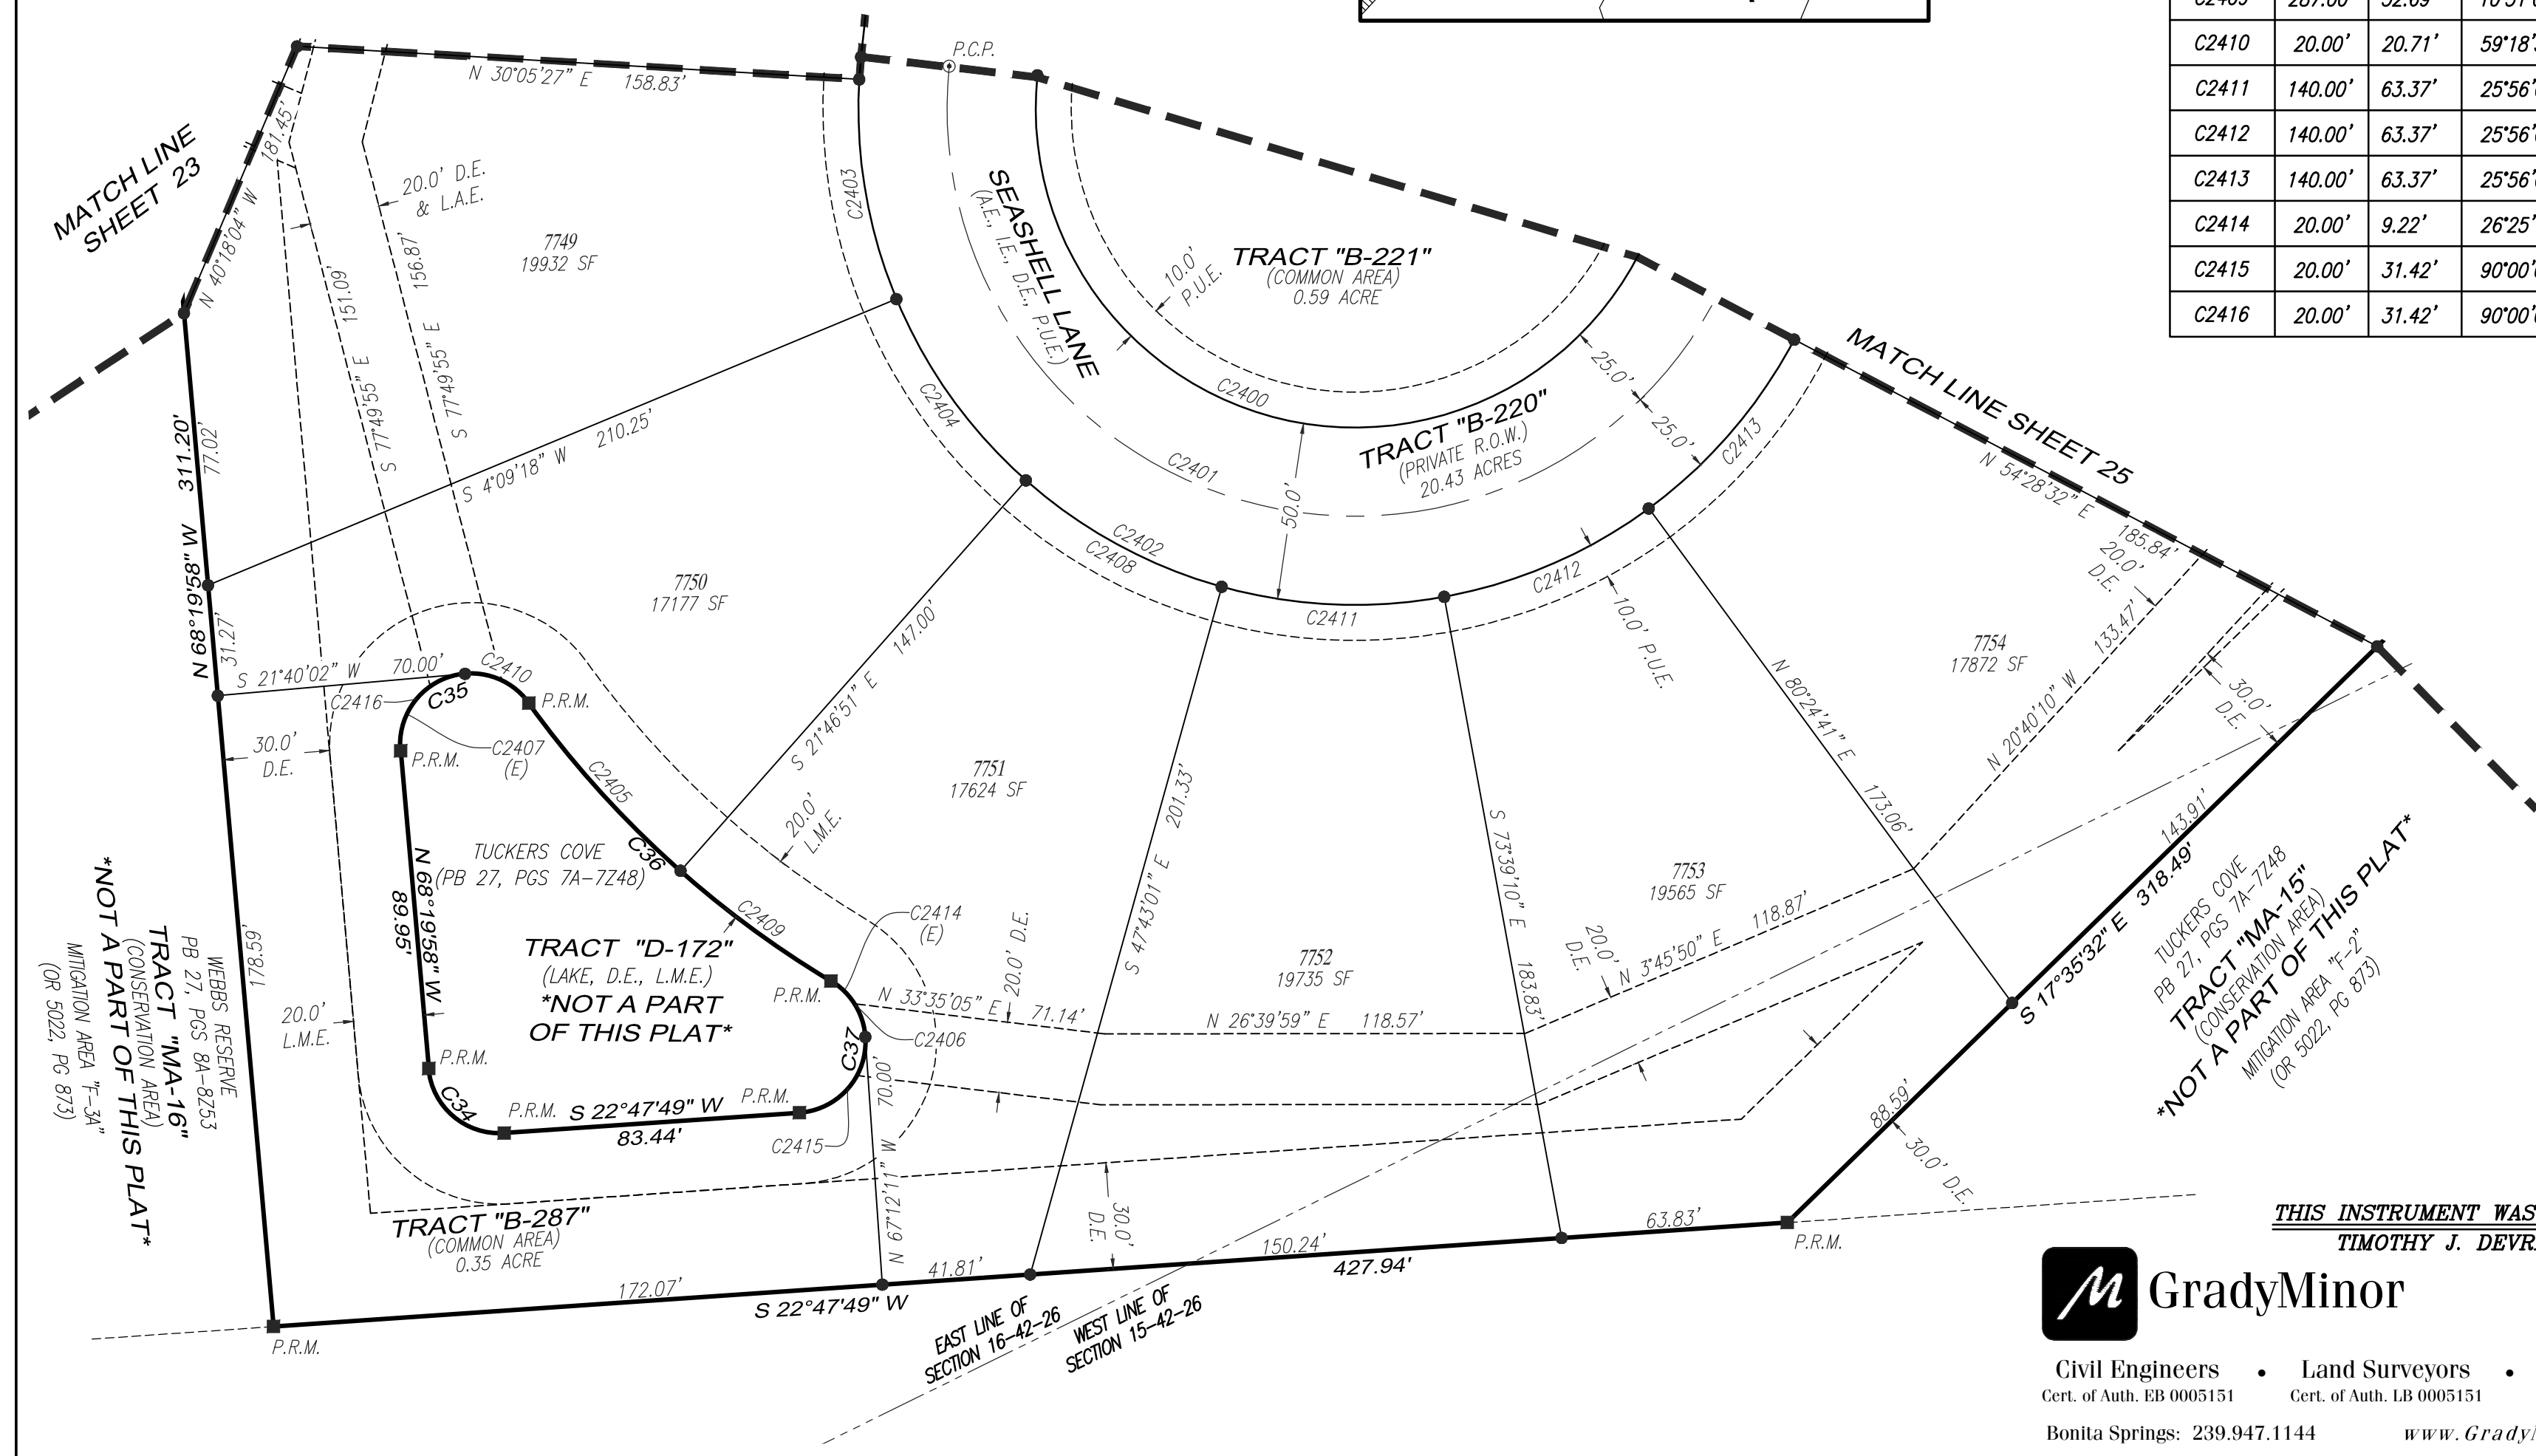 C2410 20.00' 20.71'
C2411 140.00' 63.37'
C2412 140.00' 63.37'
C2413 140.00' 63.37'
C2414 20.00' 9.22'
C2415 20.00' 31.42'
C2416 20.00' 31.42'
P.C.P.
N 30°05'27" E 158.83'
MATCH LINE
SHEET 23
181.45'
N 40°18'04" W
20.0' D.E.
& L.A.E.
156.87'
S 77°49'55" E
151.09'
S 77°49'55" E
7749
19932 SF
C2403
SEASHELL LANE
(A.E., I.E., D.E., P.U.E.)
10.0'
P.U.E.
TRACT "B-221"
(COMMON AREA)
0.59 ACRE
MATCH LINE SHEET 25
N 54°28'32" E 185.84'
C2400
C2404
C2401
TRACT "B-220"
(PRIVATE R.O.W.)
20.43 ACRES
25.0'
25.0'
C2413
50.0'
311.20'
77.02'
N 68°19'58" W
31.27'
S 4°09'18" W 210.25'
C2402
C2408
C2411
C2412
10.0' P.U.E.
7750
17177 SF
S 21°40'02" W 70.00'
C2410
C2416
C35
P.R.M.
C2407
(E)
P.R.M.
30.0'
D.E.
S 21°46'51" E 147.00'
7751
17624 SF
20.0'
L.M.E.
S 47°43'01" E 201.33'
S 73°39'10" E 183.83'
7753
19565 SF
N 80°24'41" E 173.06'
7754
17872 SF
20.0'
D.E.
N 20°40'10" W 133.47'
30.0'
D.E.
C2405
C36
TUCKERS COVE
(PB 27, PGS 7A-7Z48)
N 68°19'58" W
89.95'
C2409
C2414
(E)
TRACT "D-172"
(LAKE, D.E., L.M.E.)
*NOT A PART
OF THIS PLAT*
P.R.M.
C2406
C37
20.0' D.E.
N 33°35'05" E 71.14'
7752
19735 SF
N 26°39'59" E 118.57'
20.0'
D.E.
N 3°45'50" E 118.87'
143.91'
S 17°35'32" E 318.49'
88.59'
30.0' D.E.
TUCKERS COVE
PB 27, PGS 7A-7Z48
TRACT "MA-15"
(CONSERVATION AREA)
*NOT A PART OF THIS PLAT*
MITIGATION AREA "F-2"
(OR 5022, PG 873)
WEBBS RESERVE
PB 27, PGS 8A-8Z53
TRACT "MA-16"
(CONSERVATION AREA)
*NOT A PART OF THIS PLAT*
MITIGATION AREA "F-3A"
(OR 5022, PG 873)
178.59'
20.0'
L.M.E.
P.R.M.
C34
P.R.M.
S 22°47'49" W
83.44'
P.R.M.
C2415
70.00'
N 67°12'11" W
TRACT "B-287"
(COMMON AREA)
0.35 ACRE
172.07'
S 22°47'49" W 427.94'
41.81'
30.0'
D.E.
150.24'
63.83'
P.R.M.
P.R.M.
EAST LINE OF
SECTION 16-42-26
WEST LINE OF
SECTION 15-42-26
THIS INSTRUMENT WAS
TIMOTHY J.
GradyMinor
Civil Engineers • Land Surveyors •
Cert. of Auth. EB 0005151 Cert. of Auth. LB 0005151
Bonita Springs: 239.947.1144